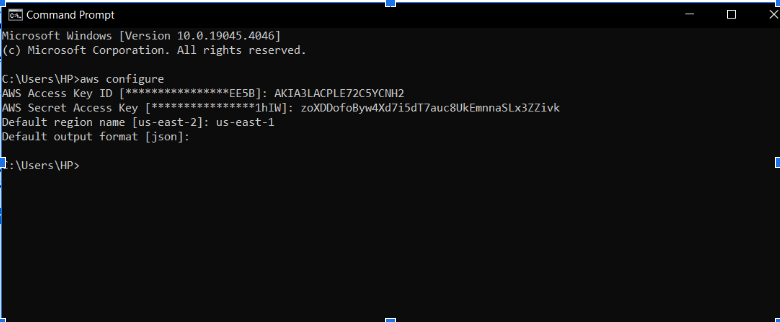 Command Prompt
Microsoft Windows [Version 10.0.19045.4046]
(c) Microsoft Corporation. All rights reserved.
C:\Users\HP>aws configure
AWS Access Key ID [****************EE5B]: AKIA3LACPLE72C5YCNH2
AWS Secret Access Key [****************1hIW]: 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
Default region name [us-east-2]: us-east-1
Default output format [json]:
C:\Users\HP>